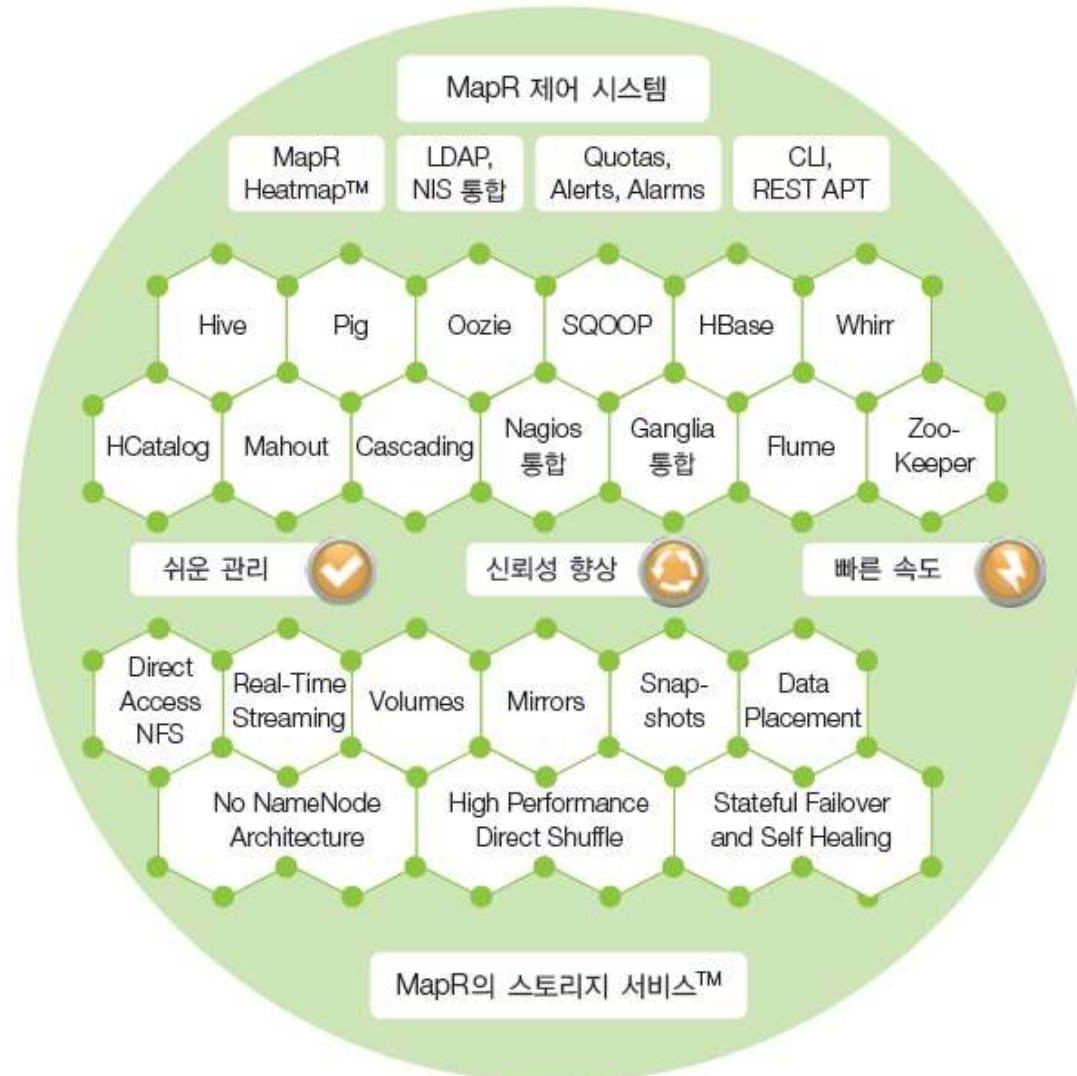 MapR 제어 시스템
MapR
Heatmap™
LDAP,
NIS 통합
Quotas,
Alerts, Alarms
CLI,
REST APT
Hive
Pig
Oozie
SQOOP
HBase
Whirr
HCatalog
Mahout
Cascading
Nagios
통합
Ganglia
통합
Flume
Zoo-
Keeper
쉬운 관리
신뢰성 향상
빠른 속도
Direct
Access
NFS
Real-Time
Streaming
Volumes
Mirrors
Snap-
shots
Data
Placement
No NameNode
Architecture
High Performance
Direct Shuffle
Stateful Failover
and Self Healing
MapR의 스토리지 서비스™